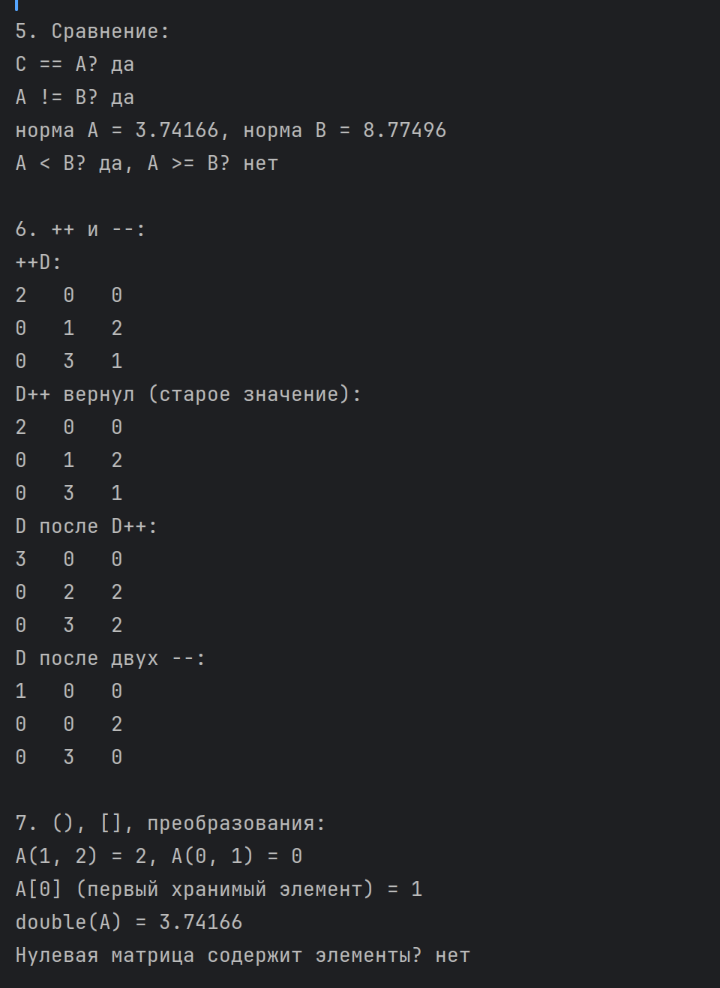 5. Сравнение:
C == A? да
A != B? да
норма A = 3.74166, норма B = 8.77496
A < B? да, A >= B? нет
6. ++ и --:
++D:
2   0   0
0   1   2
0   3   1
D++ вернул (старое значение):
2   0   0
0   1   2
0   3   1
D после D++:
3   0   0
0   2   2
0   3   2
D после двух --:
1   0   0
0   0   2
0   3   0
7. (), [], преобразования:
A(1, 2) = 2, A(0, 1) = 0
A[0] (первый хранимый элемент) = 1
double(A) = 3.74166
Нулевая матрица содержит элементы? нет